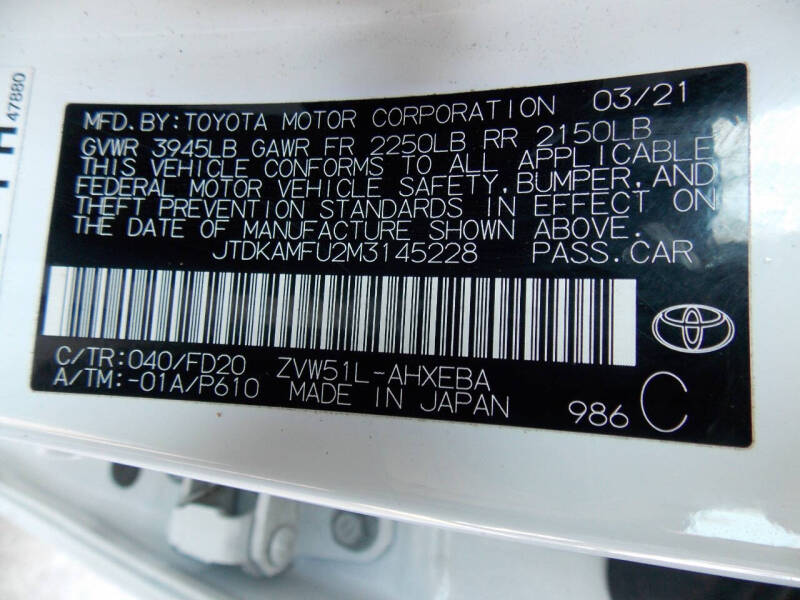 47880
MFD.BY:TOYOTA MOTOR CORPORATION 03/21
GVWR 3945LB GAWR FR 2250LB RR 2150LB
THIS VEHICLE CONFORMS TO ALL APPLICABLE
FEDERAL MOTOR VEHICLE SAFETY,BUMPER,AND
THEFT PREVENTION STANDARDS IN EFFECT ON
THE DATE OF MANUFACTURE SHOWN ABOVE.
JTDKAMFU2M3145228 PASS.CAR
C/TR:040/FD20 ZVW51L-AHXEBA
A/TM:-01A/P610 MADE IN JAPAN 986 C